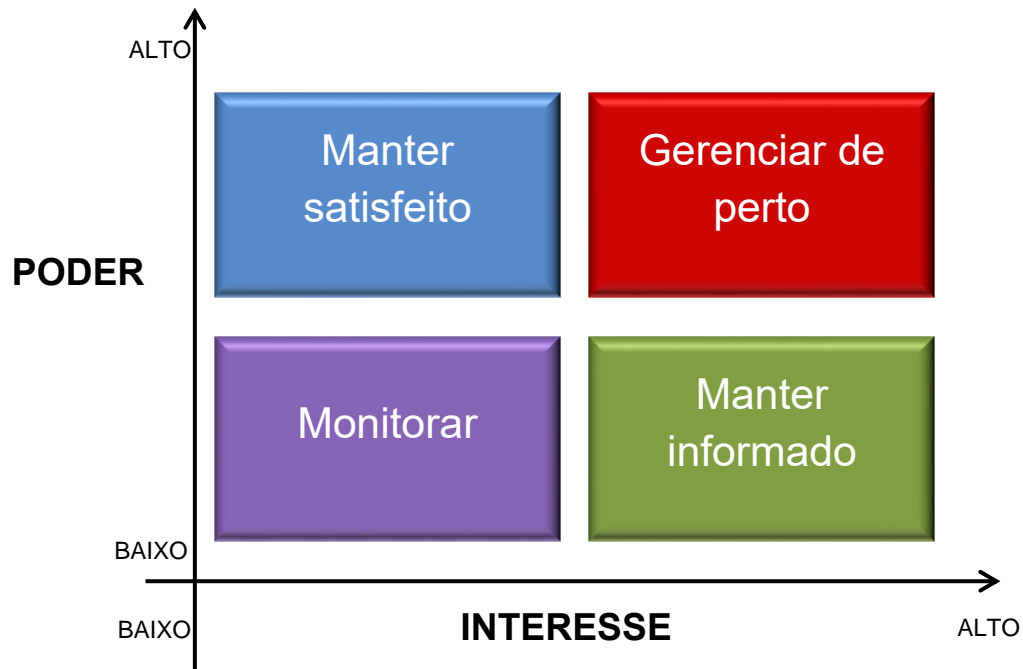 ALTO
Manter
satisfeito
Gerenciar de
perto
PODER
Monitorar
Manter
informado
BAIXO
BAIXO
INTERESSE
ALTO